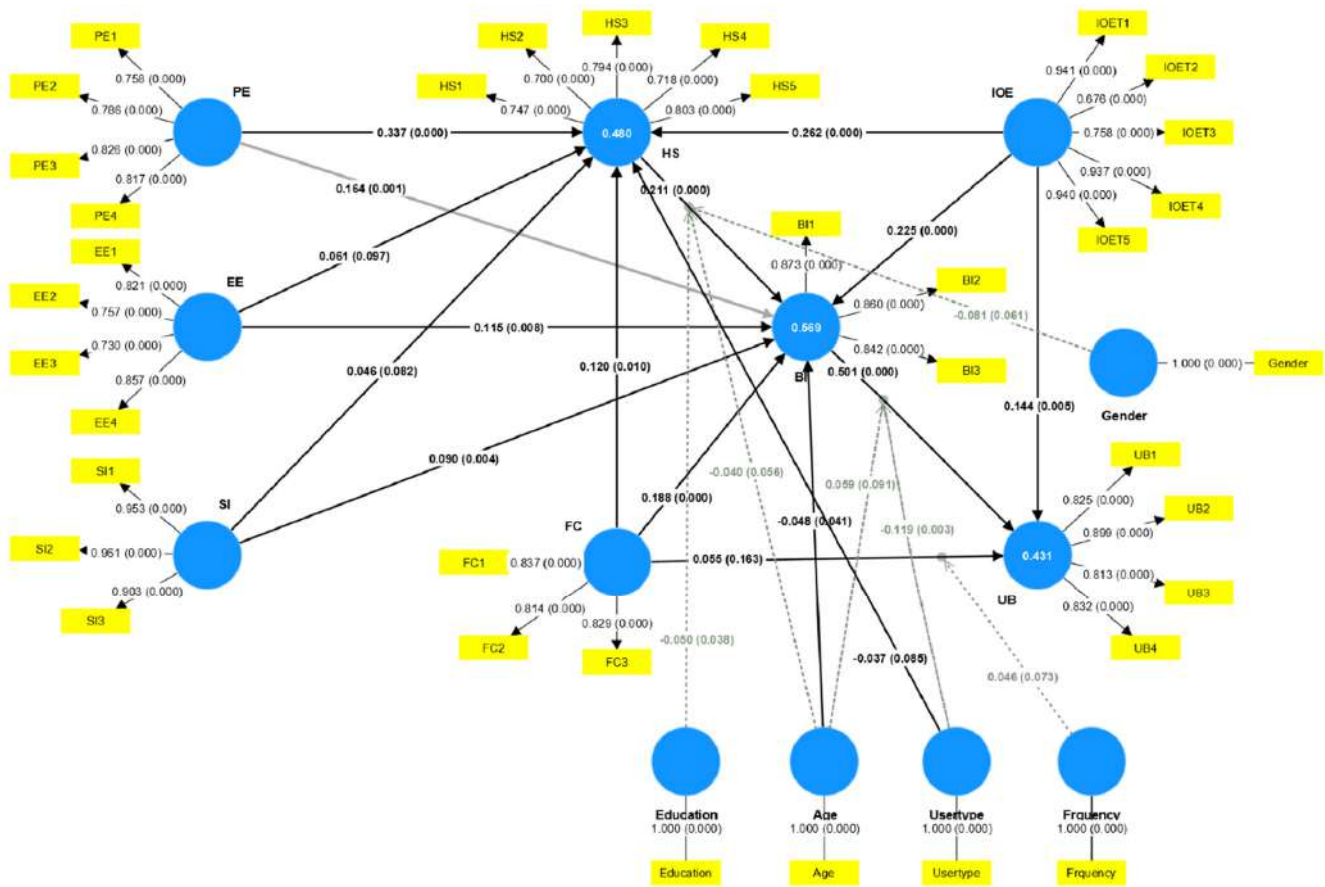 PE1
PE2
PE3
PE4
0.758 (0.000)
0.786 (0.000)
0.826 (0.000)
0.817 (0.000)
PE
HS1
HS2
HS3
HS4
HS5
0.747 (0.000)
0.700 (0.000)
0.794 (0.000)
0.718 (0.000)
0.803 (0.000)
0.480
HS
IOE
IOET1
IOET2
IOET3
IOET4
IOET5
0.941 (0.000)
0.676 (0.000)
0.758 (0.000)
0.937 (0.000)
0.940 (0.000)
0.337 (0.000)
0.262 (0.000)
0.164 (0.001)
0.211 (0.000)
0.225 (0.000)
EE1
EE2
EE3
EE4
0.821 (0.000)
0.757 (0.000)
0.730 (0.000)
0.857 (0.000)
EE
0.061 (0.097)
0.115 (0.008)
0.046 (0.082)
0.120 (0.010)
BI1
BI2
BI3
0.873 (0.000)
0.860 (0.000)
0.842 (0.000)
0.569
BI
0.501 (0.000)
-0.081 (0.061)
1.000 (0.000)
Gender
Gender
0.144 (0.005)
SI1
SI2
SI3
0.953 (0.000)
0.961 (0.000)
0.903 (0.000)
SI
0.090 (0.004)
0.188 (0.000)
-0.040 (0.056)
0.059 (0.091)
-0.048 (0.041)
-0.119 (0.003)
FC
FC1
FC2
FC3
0.837 (0.000)
0.814 (0.000)
0.829 (0.000)
0.055 (0.163)
0.431
UB
UB1
UB2
UB3
UB4
0.825 (0.000)
0.899 (0.000)
0.813 (0.000)
0.832 (0.000)
-0.050 (0.038)
-0.037 (0.085)
0.046 (0.073)
Education
Age
Usertype
Frquency
1.000 (0.000)
1.000 (0.000)
1.000 (0.000)
1.000 (0.000)
Education
Age
Usertype
Frquency